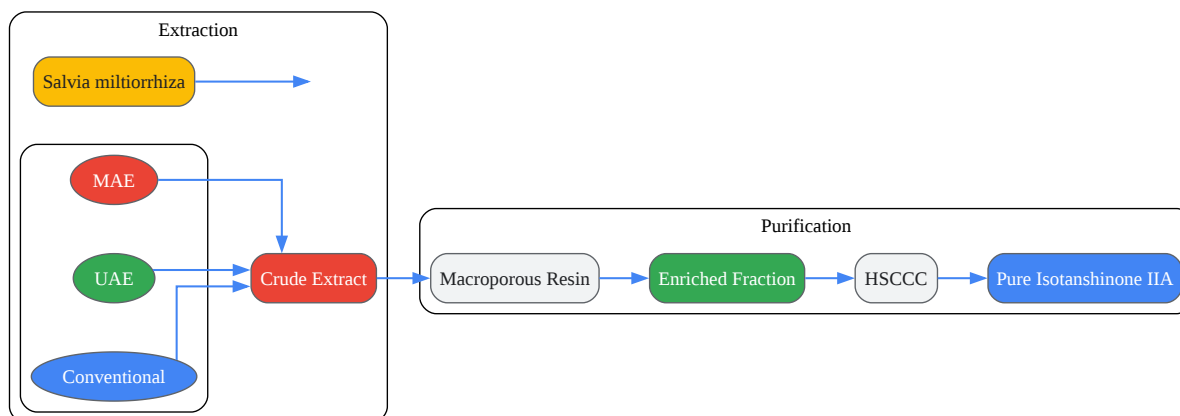 Extraction
Salvia miltiorrhiza
MAE
UAE
Conventional
Crude Extract
Purification
Macroporous Resin
Enriched Fraction
HSCCC
Pure Isotanshinone IIA